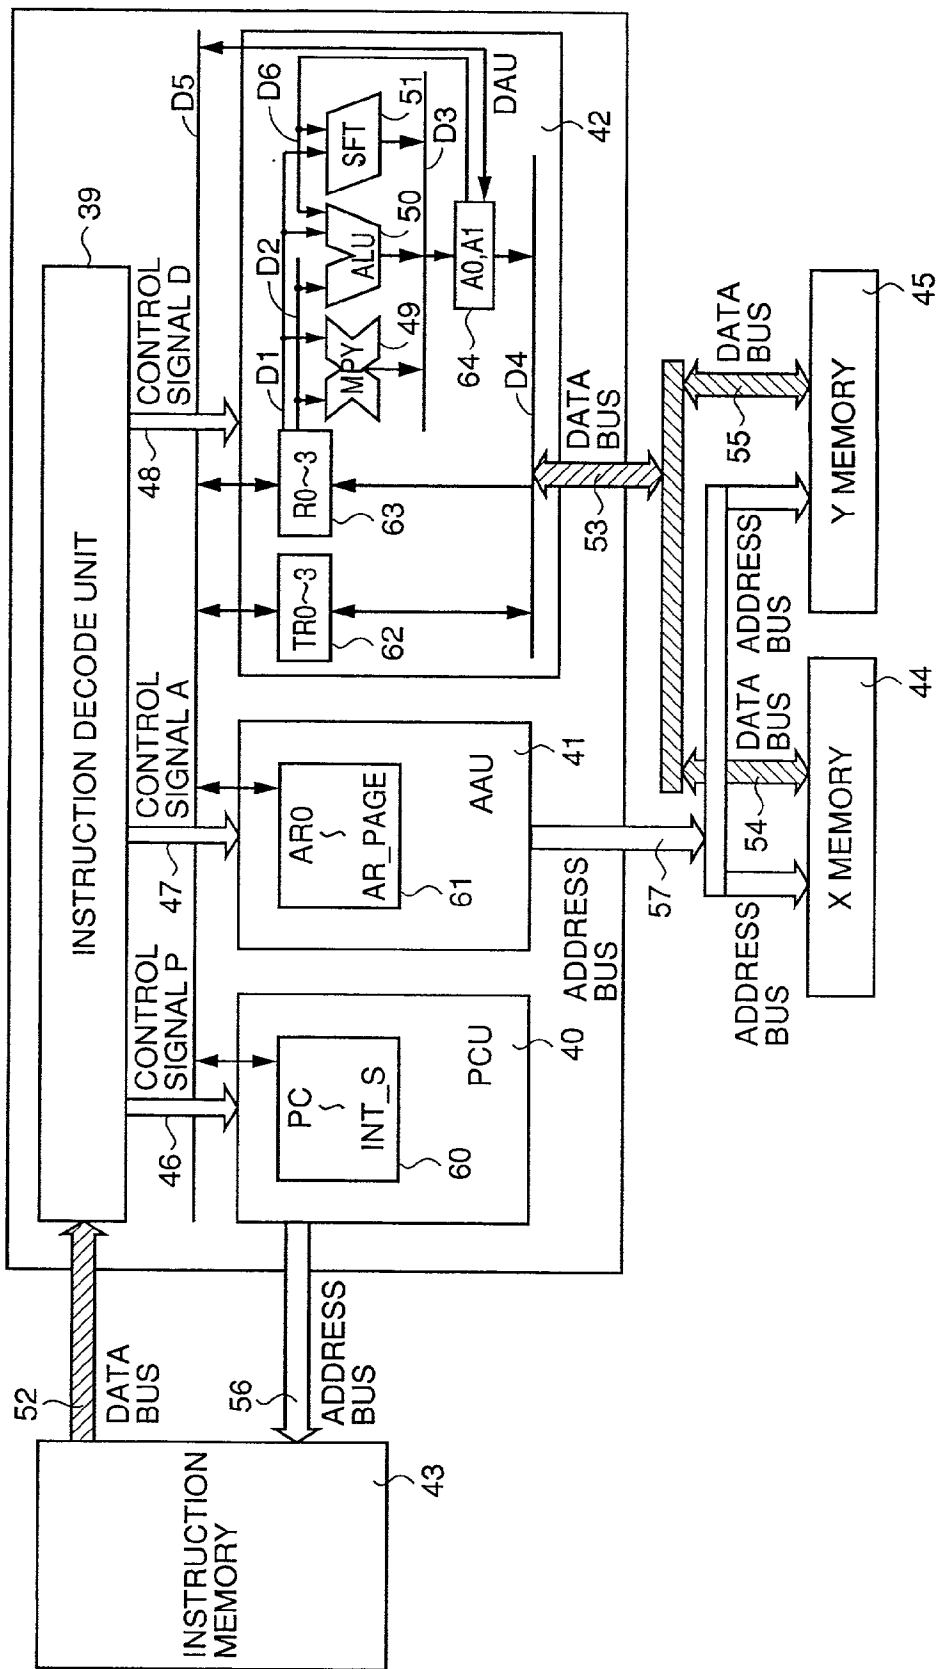 INSTRUCTION
MEMORY
43
52
DATA
BUS
56
ADDRESS
BUS
INSTRUCTION DECODE UNIT
39
CONTROL
SIGNAL P
46
CONTROL
SIGNAL A
47
CONTROL
SIGNAL D
48
D5
PC
INT_S
60
PCU
40
AR0
AR_PAGE
61
AAU
41
TR0~3
62
R0~3
63
D1
D2
D6
MPY
49
ALU
50
SFT
51
D3
A0,A1
64
D4
DAU
42
ADDRESS
BUS
57
DATA
BUS
53
ADDRESS
BUS
DATA
BUS
54
ADDRESS
BUS
DATA
BUS
55
X MEMORY
44
Y MEMORY
45